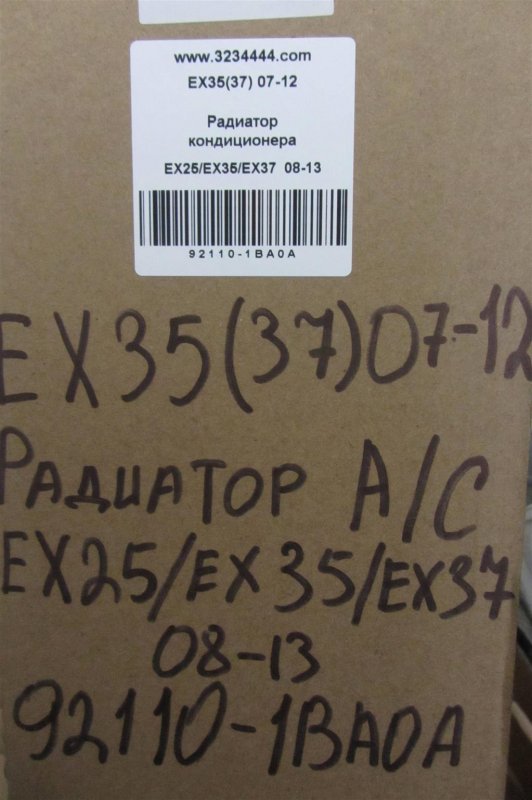 www.3234444.com
EX35(37) 07-12
Радиатор
кондиционера
EX25/EX35/EX37 08-13
92110-1BA0A
EX35(37)07-12
Радиатор A/C
EX25/EX35/EX37
08-13
92110-1BA0A